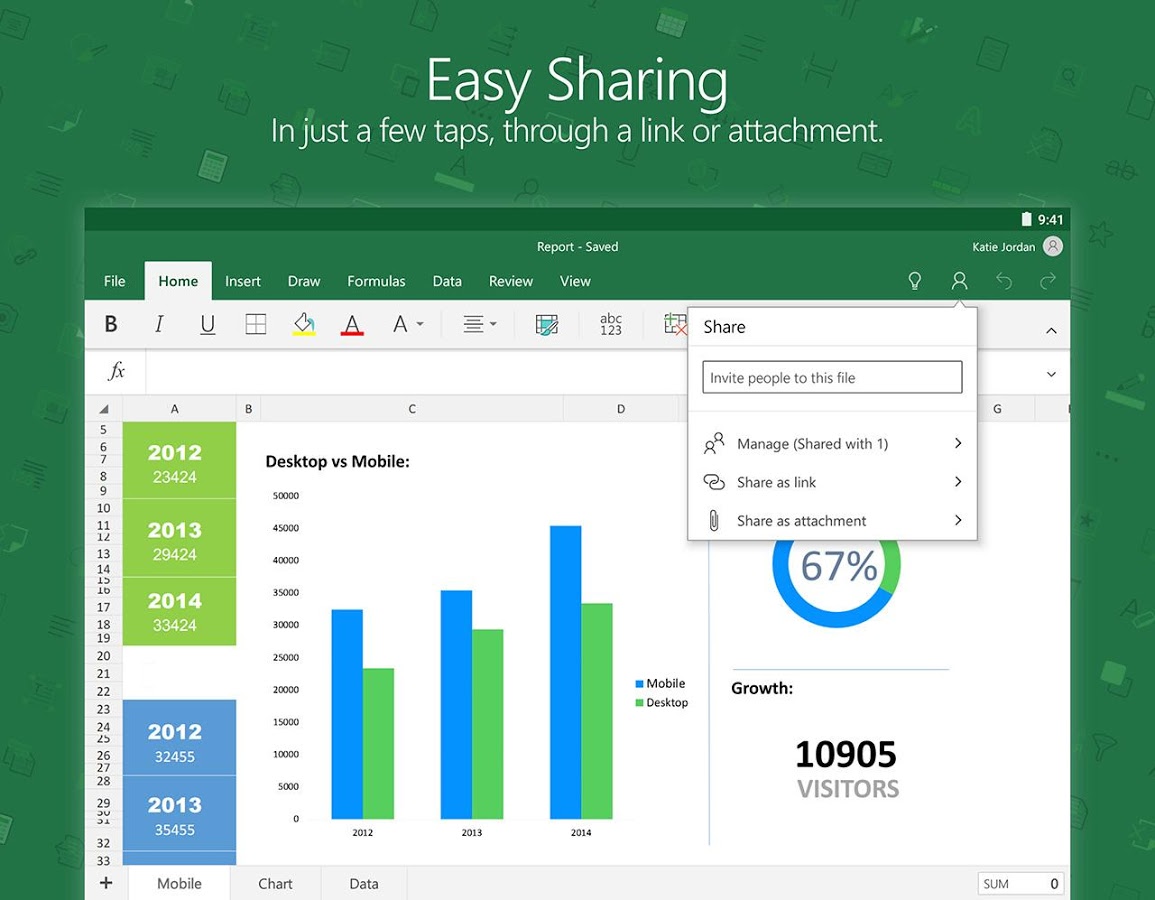 Easy Sharing
In just a few taps, through a link or attachment.
9:41
Report - Saved
Katie Jordan
File Home Insert Draw Formulas Data Review View
B I U A A abc
123
Share
Invite people to this file
Manage (Shared with 1)
Share as link
Share as attachment
fx
A B C D G
5
6
7
8
9
10
11
12
13
14
15
16
17
18
19
20
21
22
23
24
25
26
27
28
29
30
31
32
33
2012
23424
2013
29424
2014
33424
2012
32455
2013
35455
Desktop vs Mobile:
50000
45000
40000
35000
30000
25000
20000
15000
10000
5000
0
2012 2013 2014
Mobile
Desktop
67%
Growth:
10905
VISITORS
+ Mobile Chart Data
SUM 0